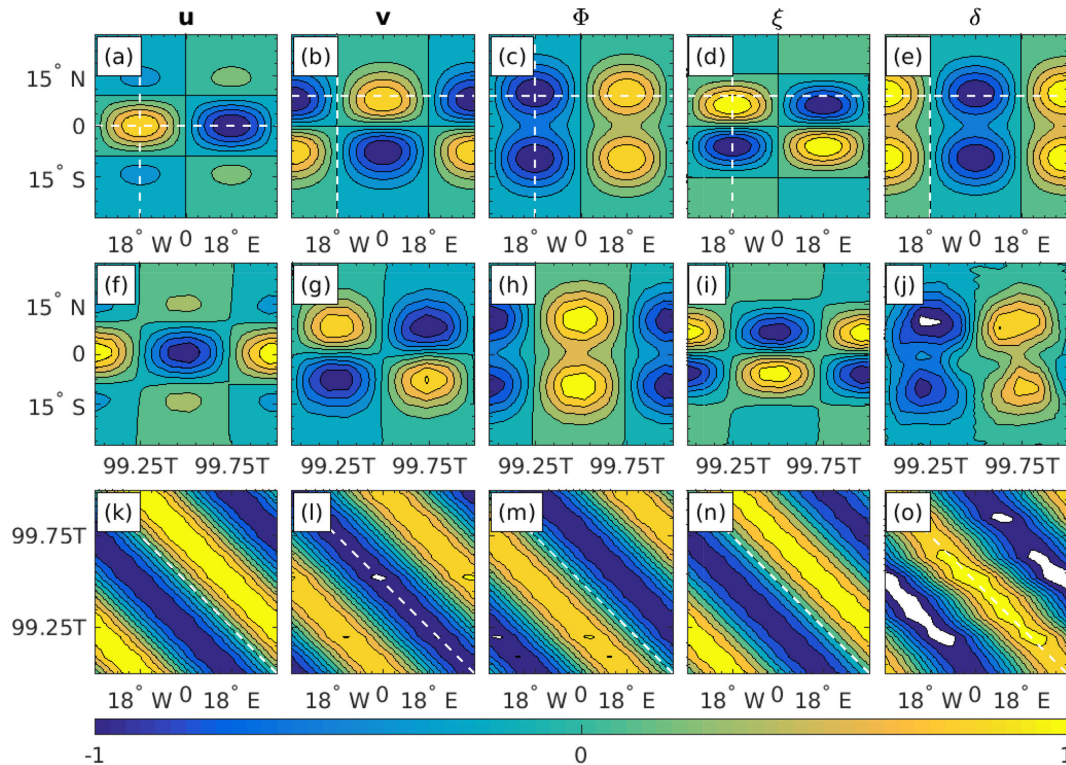 u v Φ ξ δ
(a) (b) (c) (d) (e)
15° N
0
15° S
18° W 0 18° E 18° W 0 18° E 18° W 0 18° E 18° W 0 18° E 18° W 0 18° E
(f) (g) (h) (i) (j)
15° N
0
15° S
99.25T 99.75T 99.25T 99.75T 99.25T 99.75T 99.25T 99.75T 99.25T 99.75T
(k) (l) (m) (n) (o)
99.75T
99.25T
18° W 0 18° E 18° W 0 18° E 18° W 0 18° E 18° W 0 18° E 18° W 0 18° E
-1 0 1